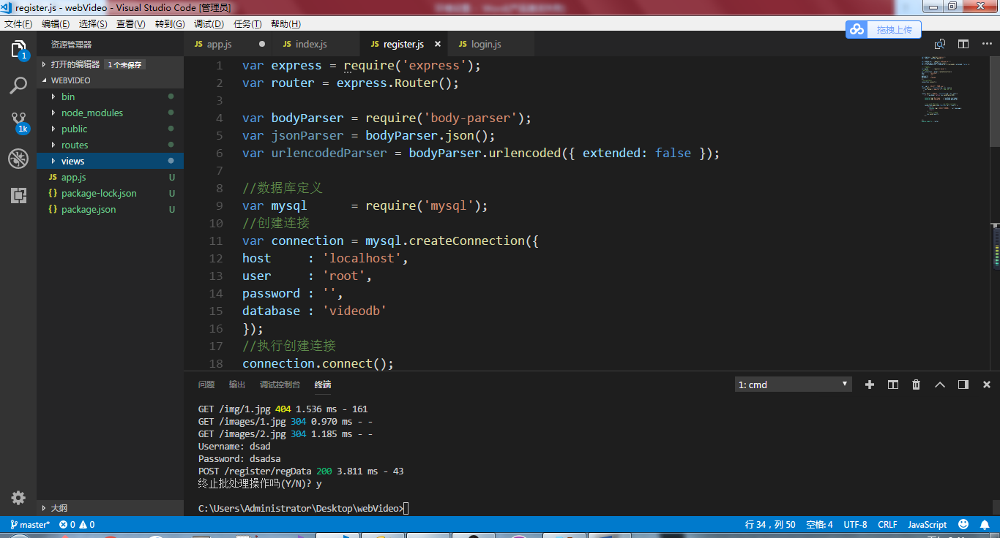 register.js - webVideo - Visual Studio Code [管理员]
文件(F) 编辑(E) 选择(S) 查看(V) 转到(G) 调试(D) 任务(T) 帮助(H)
拖拽上传
资源管理器
JS app.js
JS index.js
JS register.js
JS login.js
1
打开的编辑器 1 个未保存
WEBVIDEO
bin
node_modules
public
1k
routes
views
JS app.js U
{} package-lock.json U
{} package.json U
大纲
1 var express = require('express');
2 var router = express.Router();
3
4 var bodyParser = require('body-parser');
5 var jsonParser = bodyParser.json();
6 var urlencodedParser = bodyParser.urlencoded({ extended: false });
7
8 //数据库定义
9 var mysql      = require('mysql');
10 //创建连接
11 var connection = mysql.createConnection({
12 host     : 'localhost',
13 user     : 'root',
14 password : '',
15 database : 'videodb'
16 });
17 //执行创建连接
18 connection.connect();
问题 输出 调试控制台 终端
1: cmd
GET /img/1.jpg 404 1.536 ms - 161
GET /images/1.jpg 304 0.970 ms - -
GET /images/2.jpg 304 1.185 ms - -
Username: dsad
Password: dsadsa
POST /register/regData 200 3.811 ms - 43
终止批处理操作吗(Y/N)? y
C:\Users\Administrator\Desktop\webVideo>
master* 0 0
行 34，列 50 空格: 4 UTF-8 CRLF JavaScript